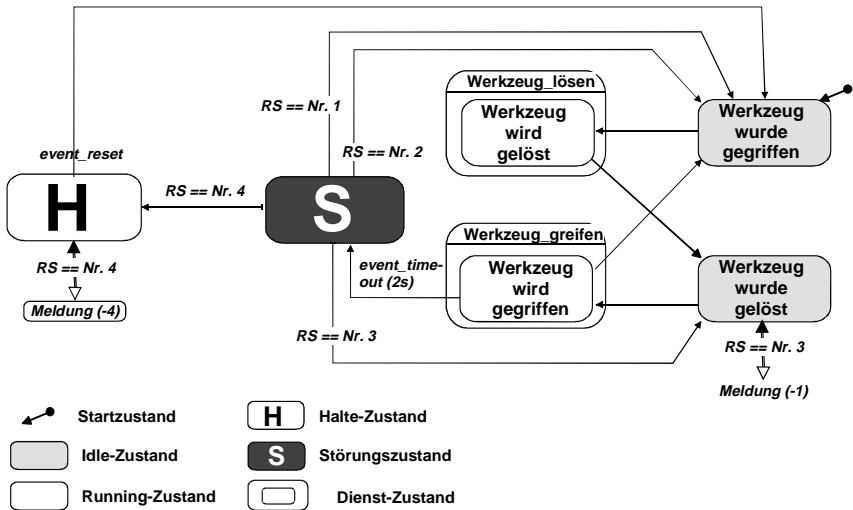 Werkzeug_lösen
RS == Nr. 1
Werkzeug
wird
gelöst
Werkzeug
wurde
gegriffen
event_reset
RS == Nr. 2
H
RS == Nr. 4
S
Werkzeug_greifen
RS == Nr. 4
event_time-
out (2s)
Werkzeug
wird
gegriffen
Werkzeug
wurde
gelöst
Meldung (-4)
RS == Nr. 3
RS == Nr. 3
Meldung (-1)
Startzustand
H
Halte-Zustand
Idle-Zustand
S
Störungszustand
Running-Zustand
Dienst-Zustand